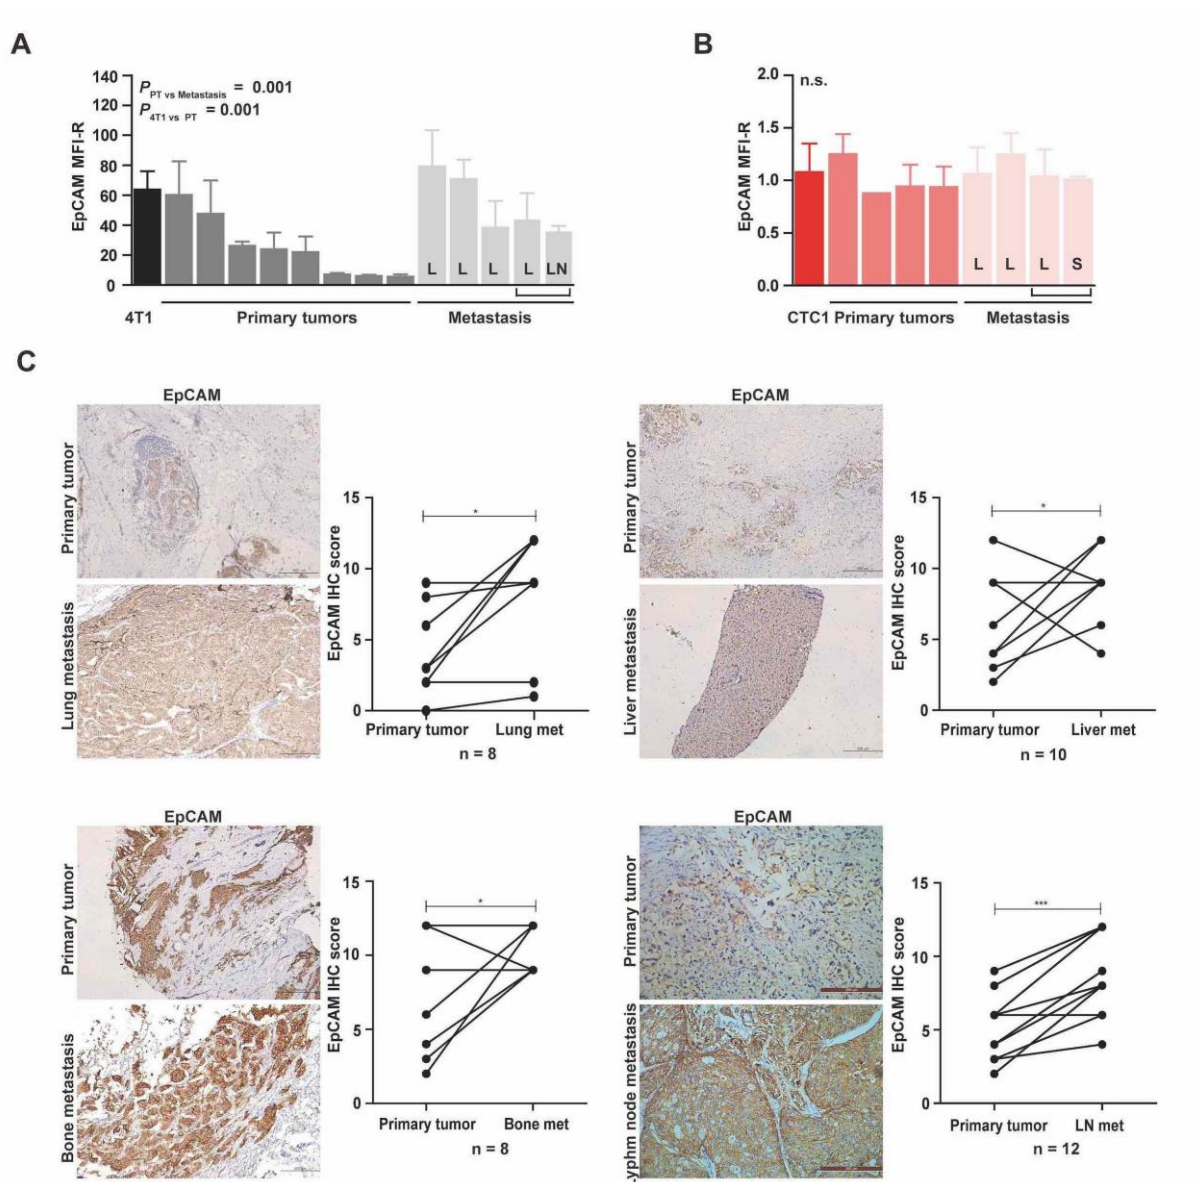 A
EpCAM MFI-R
140
120
100
80
60
40
20
0
P PT vs Metastasis = 0.001
P 4T1 vs PT = 0.001
L L L L LN
4T1 Primary tumors Metastasis
B
EpCAM MFI-R
2.0
1.5
1.0
0.5
0.0
n.s.
L L L S
CTC1 Primary tumors Metastasis
C
EpCAM
Primary tumor
Lung metastasis
EpCAM IHC score
15
10
5
0
*
Primary tumor Lung met
n = 8
EpCAM
Primary tumor
Liver metastasis
EpCAM IHC score
15
10
5
0
*
Primary tumor Liver met
n = 10
EpCAM
Primary tumor
Bone metastasis
EpCAM IHC score
15
10
5
0
*
Primary tumor Bone met
n = 8
EpCAM
Primary tumor
Lyphm node metastasis
EpCAM IHC score
15
10
5
0
***
Primary tumor LN met
n = 12